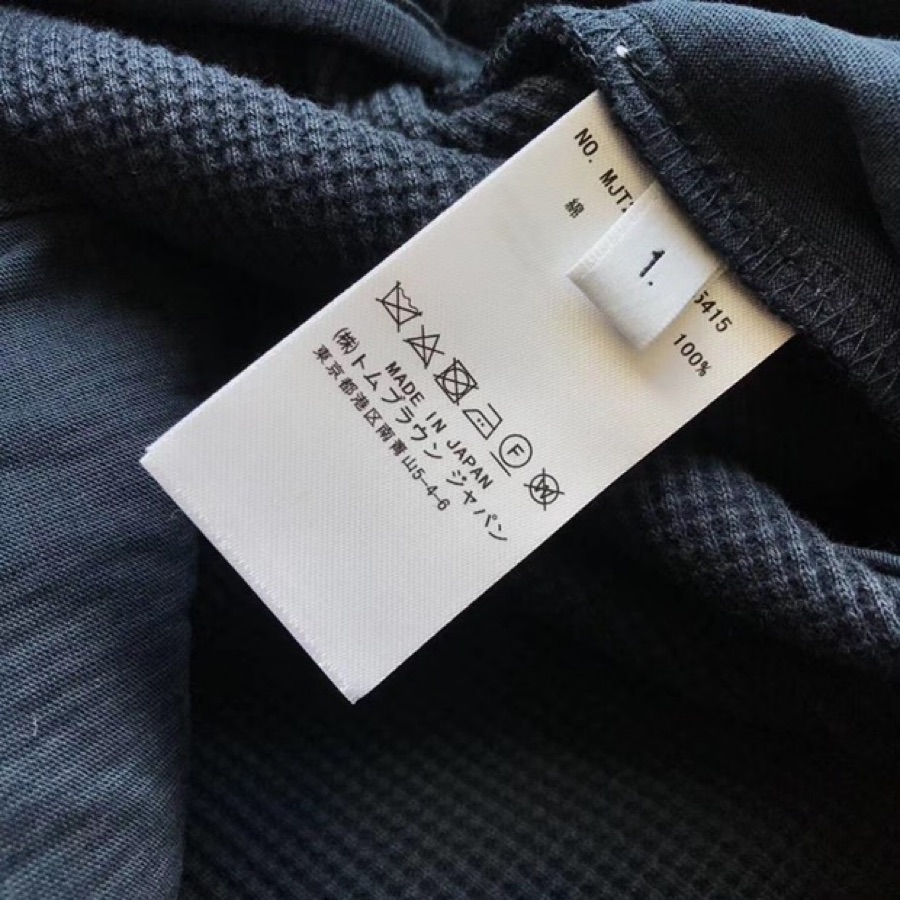 NO. MJT
5415
綿
100%
1.
F
W
MADE IN JAPAN
(株)トムブラウン ジャパン
東京都港区南青山5-4-6